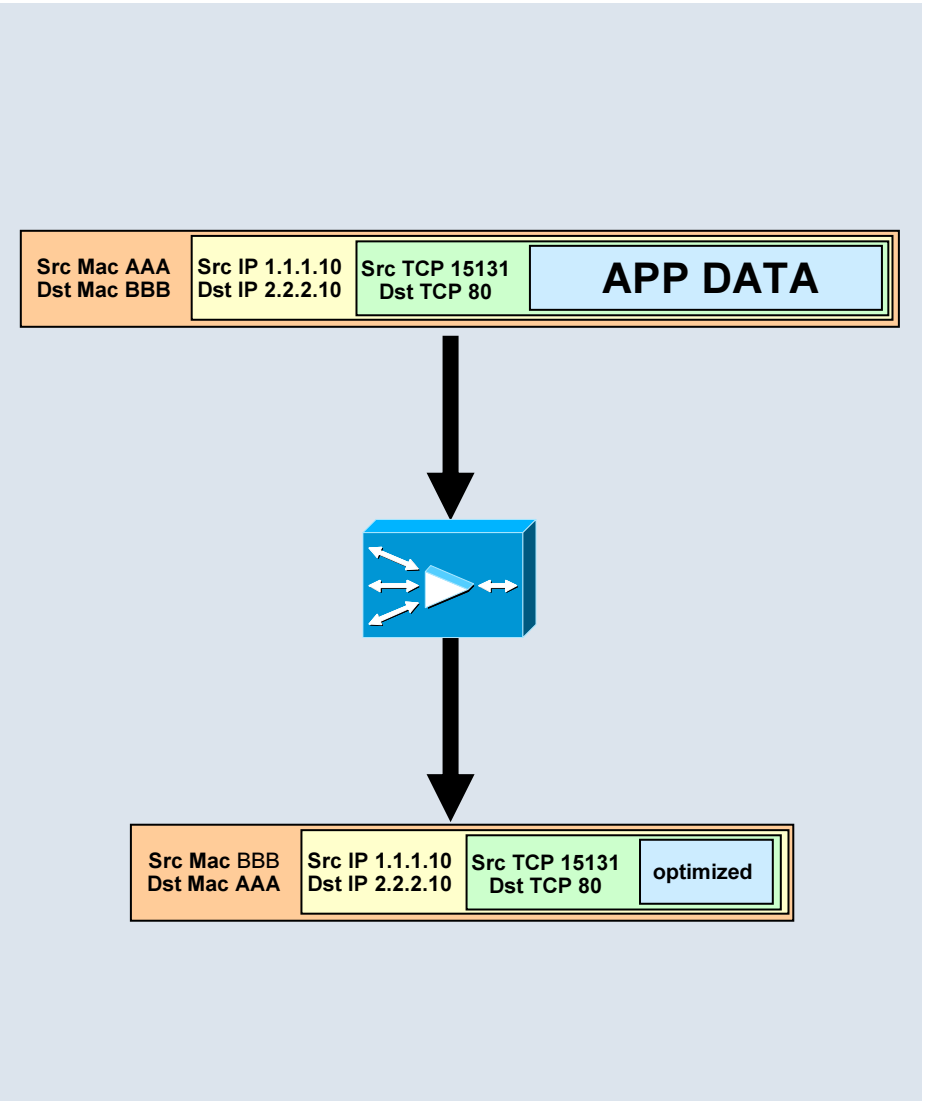 Src Mac AAA
Dst Mac BBB
Src IP 1.1.1.10
Dst IP 2.2.2.10
Src TCP 15131
Dst TCP 80
APP DATA
Src Mac BBB
Dst Mac AAA
Src IP 1.1.1.10
Dst IP 2.2.2.10
Src TCP 15131
Dst TCP 80
optimized